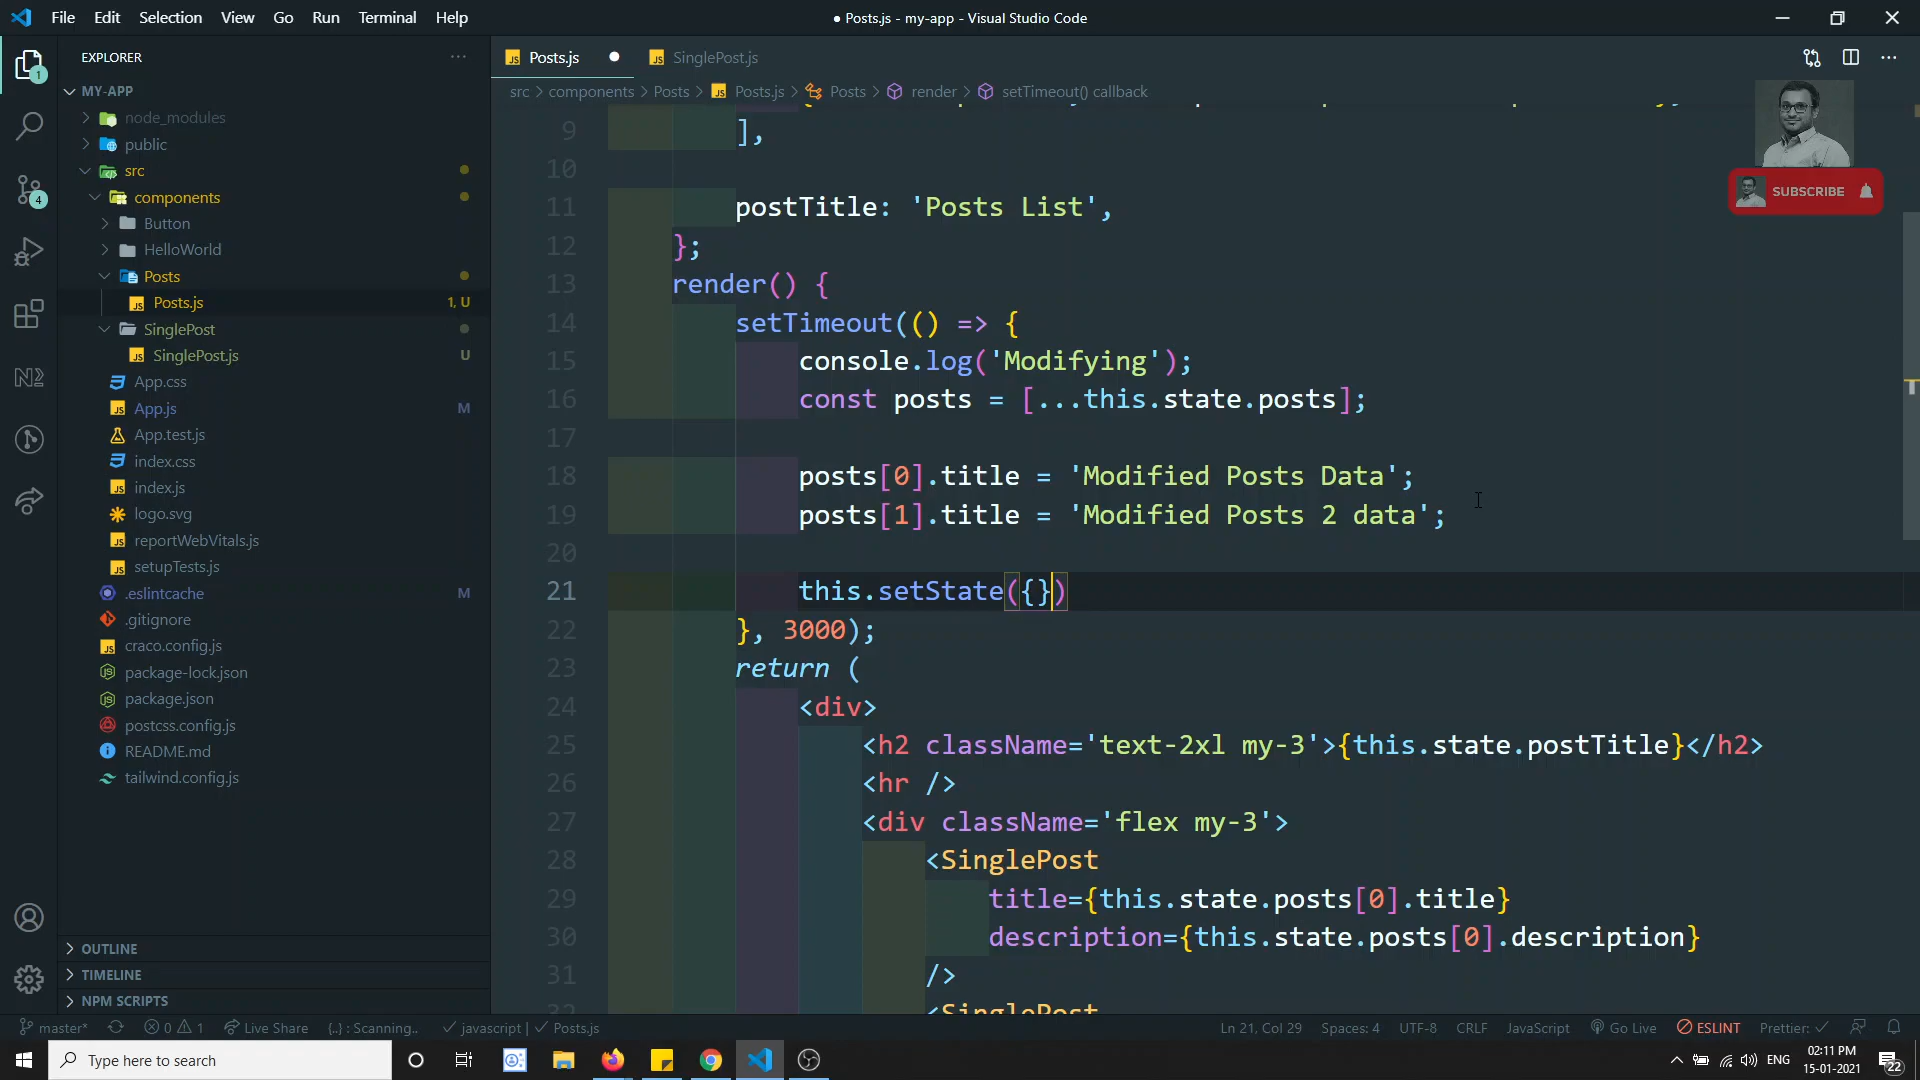 File Edit Selection View Go Run Terminal Help
● Posts.js - my-app - Visual Studio Code
EXPLORER
MY-APP
node_modules
public
src
components
Button
HelloWorld
Posts
Posts.js 1, U
SinglePost
SinglePost.js U
App.css
App.js M
App.test.js
index.css
index.js
logo.svg
reportWebVitals.js
setupTests.js
.eslintcache M
.gitignore
craco.config.js
package-lock.json
package.json
postcss.config.js
README.md
tailwind.config.js
OUTLINE
TIMELINE
NPM SCRIPTS
1
4
Posts.js ● SinglePost.js
src > components > Posts > Posts.js > Posts > render > setTimeout() callback
SUBSCRIBE
9 ],
10
11 postTitle: 'Posts List',
12 };
13 render() {
14 setTimeout(() => {
15 console.log('Modifying');
16 const posts = [...this.state.posts];
17
18 posts[0].title = 'Modified Posts Data';
19 posts[1].title = 'Modified Posts 2 data';
20
21 this.setState({})
22 }, 3000);
23 return (
24 <div>
25 <h2 className='text-2xl my-3'>{this.state.postTitle}</h2>
26 <hr />
27 <div className='flex my-3'>
28 <SinglePost
29 title={this.state.posts[0].title}
30 description={this.state.posts[0].description}
31 />
32 <SinglePost
master* 0 1 Live Share {..} : Scanning.. javascript | Posts.js
Ln 21, Col 29 Spaces: 4 UTF-8 CRLF JavaScript Go Live ESLINT Prettier:
Type here to search
ENG
02:11 PM
15-01-2021
22